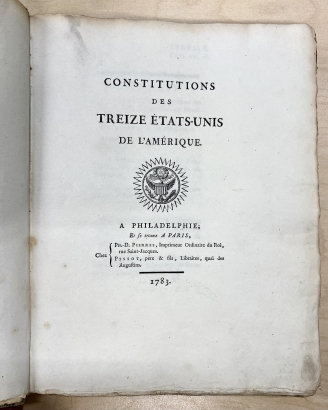 CONSTITUTIONS
DES
TREIZE ÉTATS-UNIS
DE L'AMÉRIQUE.
A PHILADELPHIE;
Et se trouve A PARIS,
Chez
PH.-D. PIERRES, Imprimeur Ordinaire du Roi,
rue Saint-Jacques.
PISSOT, pere & fils, Libraires, quai des
Augustins.
1783.